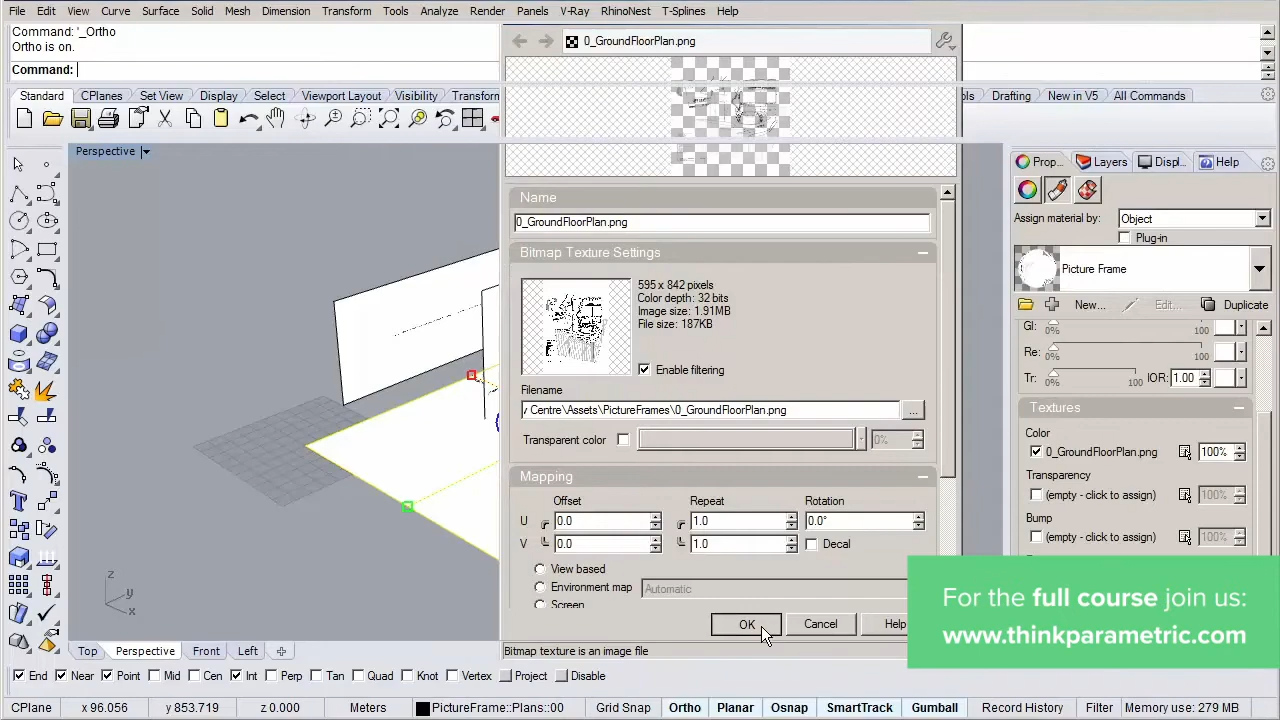 File Edit View Curve Surface Solid Mesh Dimension Transform Tools Analyze Render Panels V-Ray RhinoNest T-Splines Help
Command: '_Ortho
Ortho is on.
Command:
0_GroundFloorPlan.png
Standard CPlanes Set View Display Select Viewport Layout Visibility Transform
Drafting New in V5 All Commands
Perspective
Prop... Layers Displ... Help
Name
0_GroundFloorPlan.png
Bitmap Texture Settings
595 x 842 pixels
Color depth: 32 bits
Image size: 1.91MB
File size: 187KB
Enable filtering
Filename
y Centre\Assets\PictureFrames\0_GroundFloorPlan.png ...
Transparent color 0%
Mapping
Offset Repeat Rotation
U 0.0 1.0 0.0°
V 0.0 1.0 Decal
View based
Environment map Automatic
Screen
OK Cancel Help
Bitmap texture is an image file
Assign material by: Object
Plug-in
Picture Frame
New... Edit... Duplicate
Gl: 0% 100
Re: 0% 100
Tr: 0% 100 IOR: 1.00
Textures
Color
0_GroundFloorPlan.png 100%
Transparency
(empty - click to assign) 100%
Bump
(empty - click to assign) 100%
For the full course join us:
www.thinkparametric.com
z
y
x
Top Perspective Front Left
End Near Point Mid Cen Int Perp Tan Quad Knot Vertex Project Disable
CPlane x 96.056 y 853.719 z 0.000 Meters PictureFrame::Plans::00 Grid Snap Ortho Planar Osnap SmartTrack Gumball Record History Filter Memory use: 279 MB